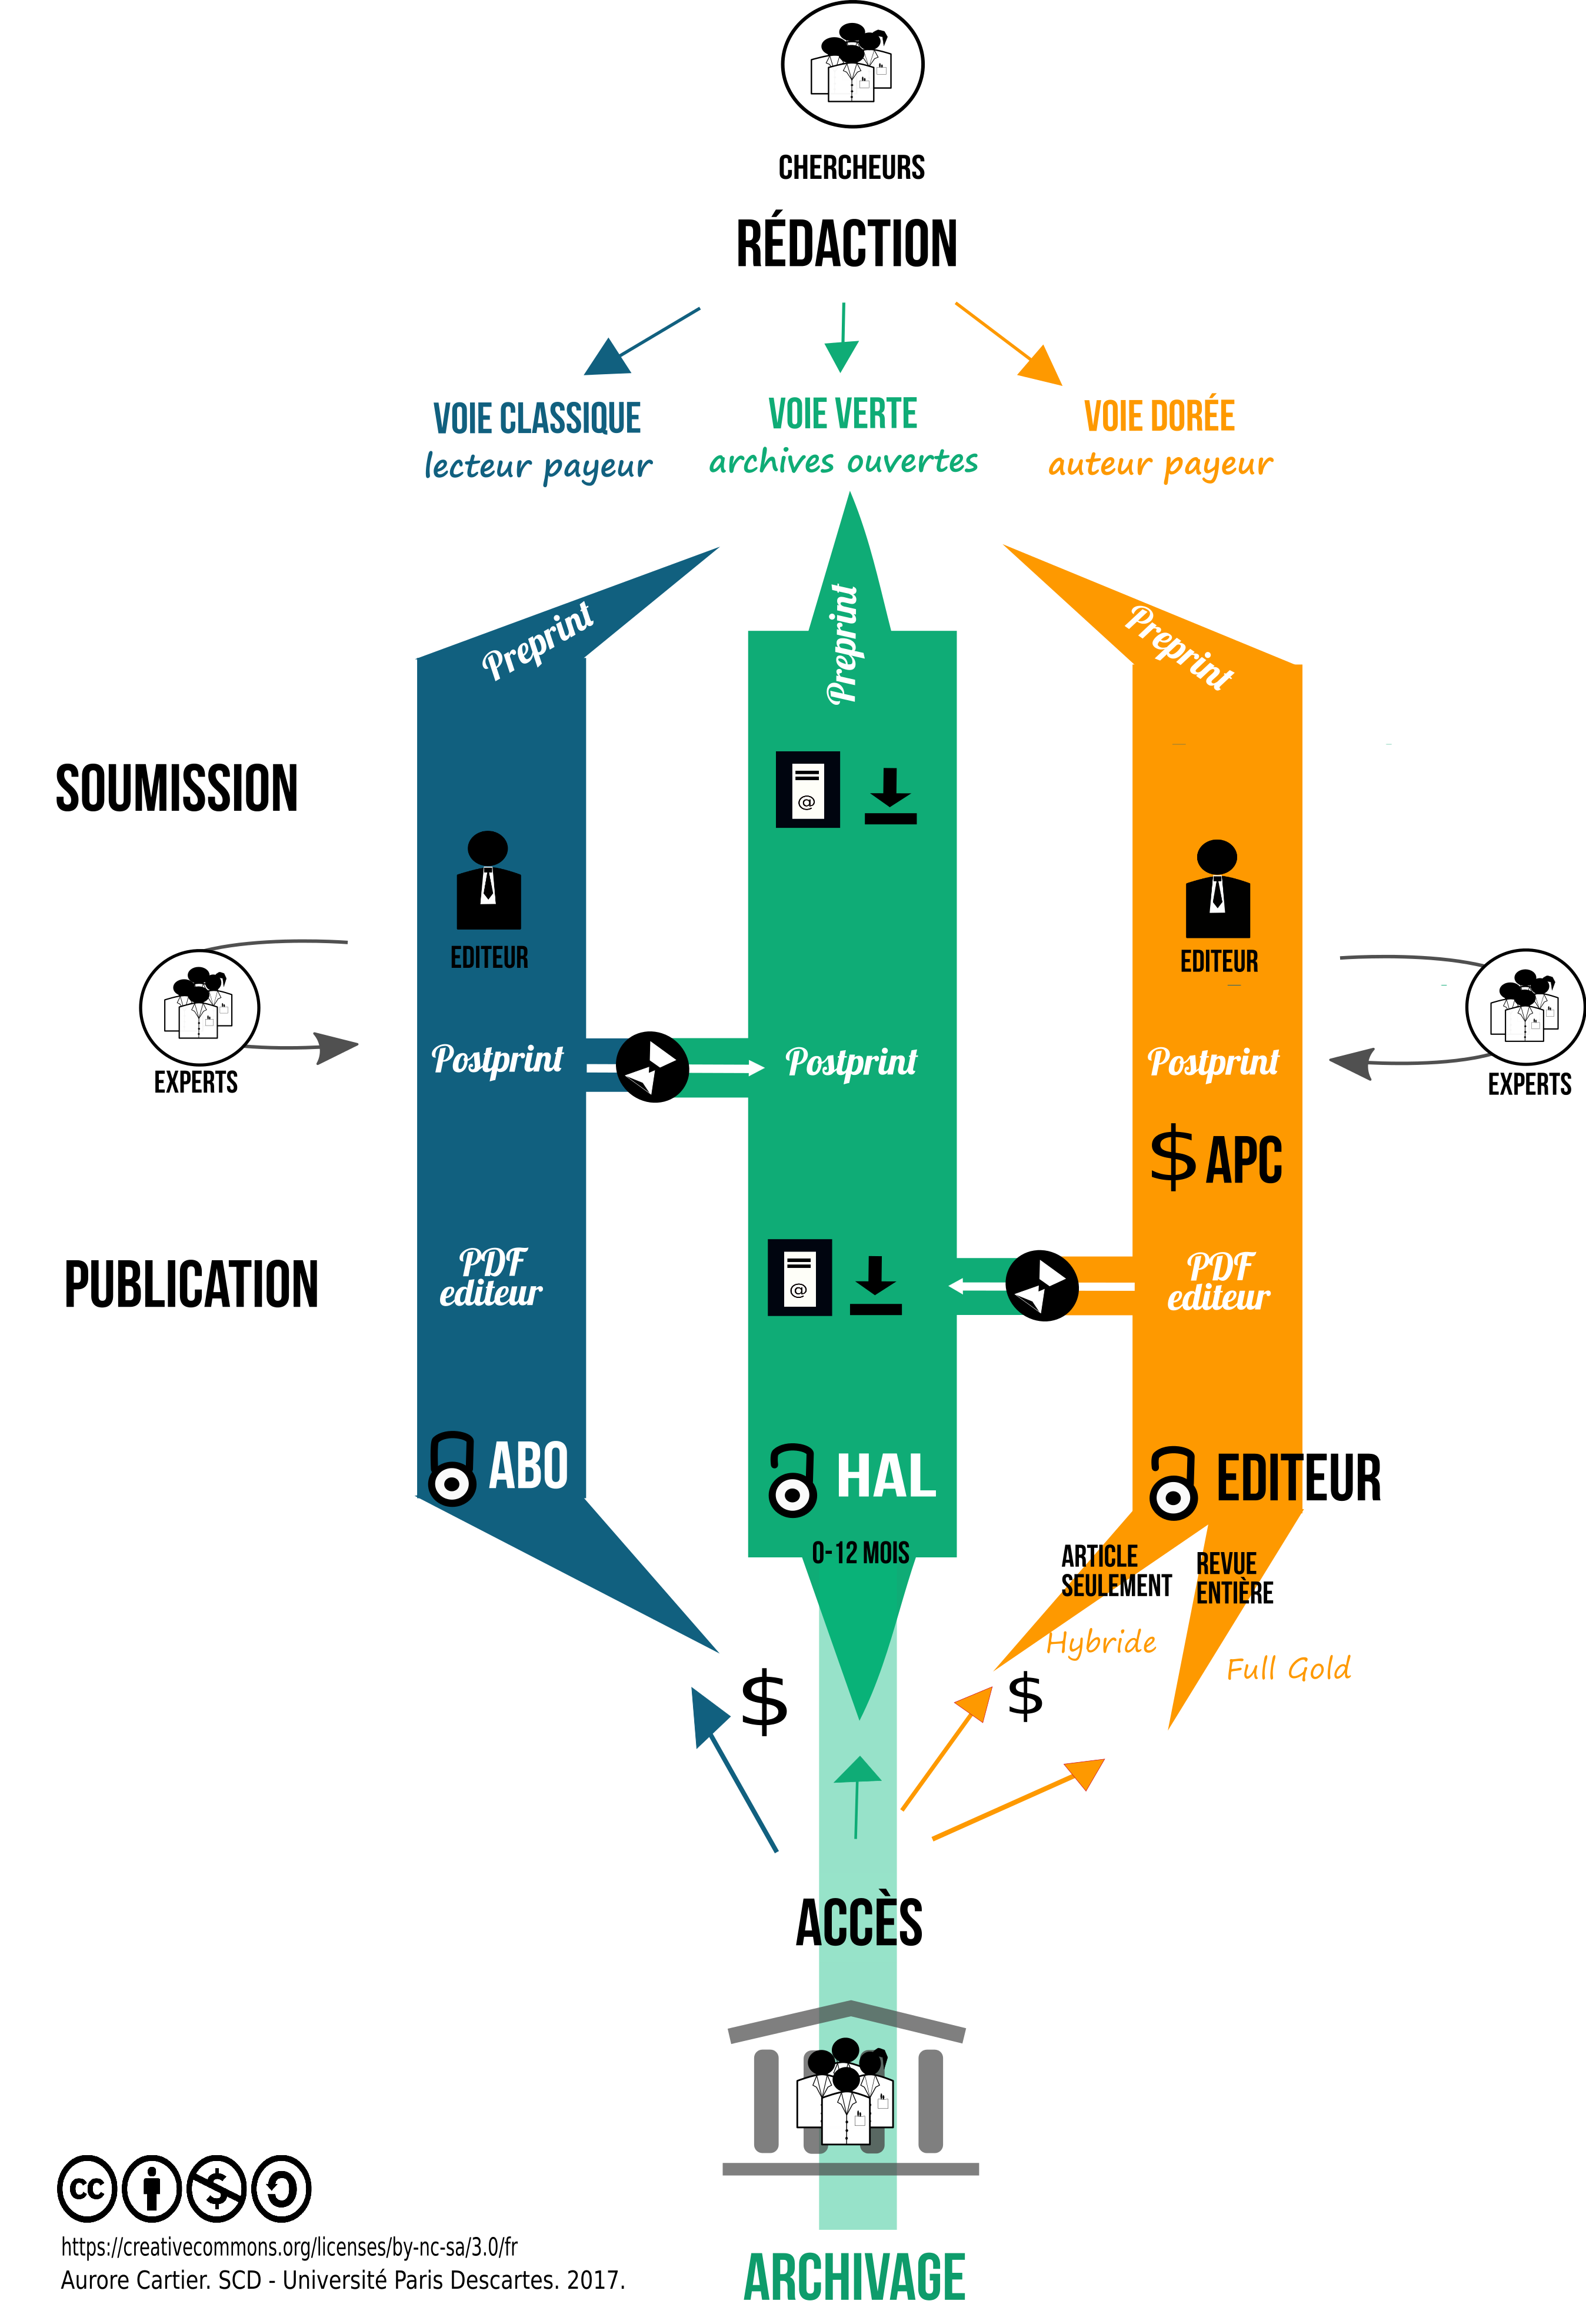 CHERCHEURS
RÉDACTION
VOIE CLASSIQUE
lecteur payeur
VOIE VERTE
archives ouvertes
VOIE DORÉE
auteur payeur
Preprint
Preprint
Preprint
SOUMISSION
@
EDITEUR
EDITEUR
EXPERTS
EXPERTS
Postprint
Postprint
Postprint
$ APC
PUBLICATION
PDF
editeur
@
PDF
editeur
ABO
HAL
EDITEUR
0-12 MOIS
ARTICLE
SEULEMENT
REVUE
ENTIÈRE
Hybride
Full Gold
$
$
ACCÈS
cc
$
https://creativecommons.org/licenses/by-nc-sa/3.0/fr
Aurore Cartier. SCD - Université Paris Descartes. 2017.
ARCHIVAGE